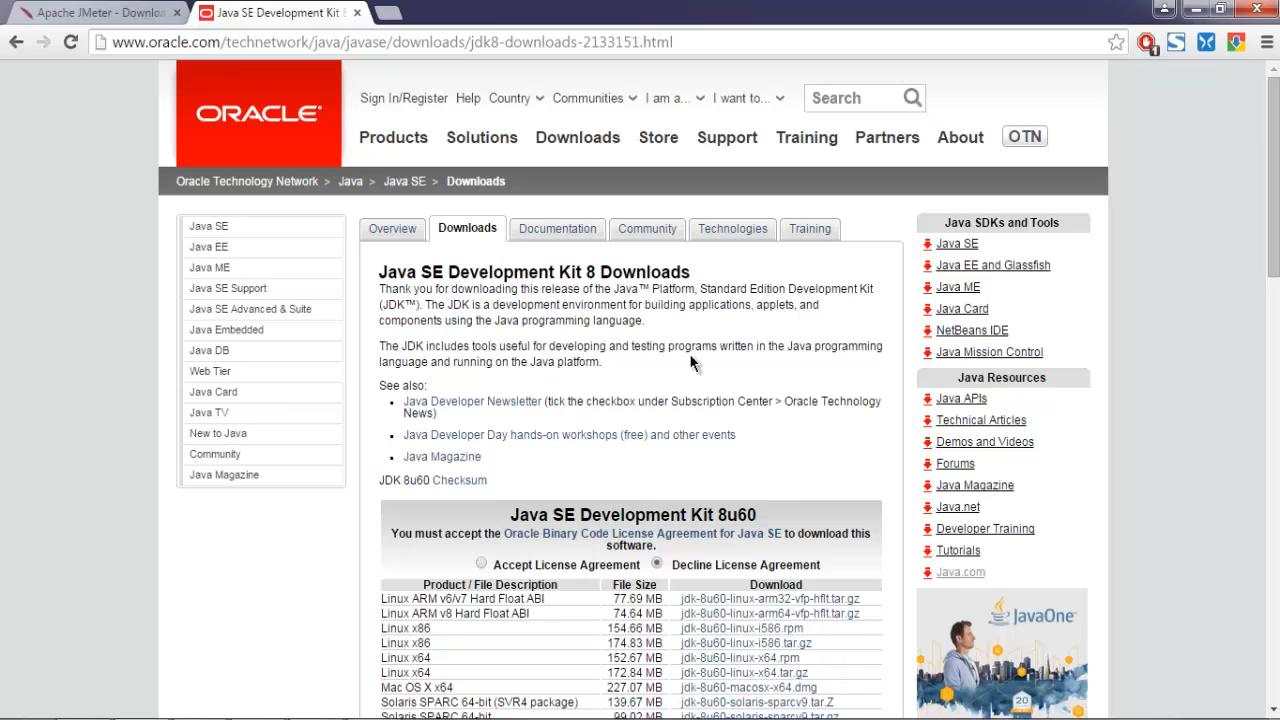 Apache JMeter - Downloa
Java SE Development Kit 8
www.oracle.com/technetwork/java/javase/downloads/jdk8-downloads-2133151.html
1
ORACLE
Sign In/Register Help Country Communities I am a... I want to... Search
Products Solutions Downloads Store Support Training Partners About OTN
Oracle Technology Network > Java > Java SE > Downloads
Java SE
Java EE
Java ME
Java SE Support
Java SE Advanced & Suite
Java Embedded
Java DB
Web Tier
Java Card
Java TV
New to Java
Community
Java Magazine
Overview Downloads Documentation Community Technologies Training
Java SE Development Kit 8 Downloads
Thank you for downloading this release of the Java™ Platform, Standard Edition Development Kit
(JDK™). The JDK is a development environment for building applications, applets, and
components using the Java programming language.
The JDK includes tools useful for developing and testing programs written in the Java programming
language and running on the Java platform.
See also:
• Java Developer Newsletter (tick the checkbox under Subscription Center > Oracle Technology
News)
• Java Developer Day hands-on workshops (free) and other events
• Java Magazine
JDK 8u60 Checksum
Java SE Development Kit 8u60
You must accept the Oracle Binary Code License Agreement for Java SE to download this
software.
Accept License Agreement Decline License Agreement
Product / File Description File Size Download
Linux ARM v6/v7 Hard Float ABI 77.69 MB jdk-8u60-linux-arm32-vfp-hflt.tar.gz
Linux ARM v8 Hard Float ABI 74.64 MB jdk-8u60-linux-arm64-vfp-hflt.tar.gz
Linux x86 154.66 MB jdk-8u60-linux-i586.rpm
Linux x86 174.83 MB jdk-8u60-linux-i586.tar.gz
Linux x64 152.67 MB jdk-8u60-linux-x64.rpm
Linux x64 172.84 MB jdk-8u60-linux-x64.tar.gz
Mac OS X x64 227.07 MB jdk-8u60-macosx-x64.dmg
Solaris SPARC 64-bit (SVR4 package) 139.67 MB jdk-8u60-solaris-sparcv9.tar.Z
Solaris SPARC 64-bit 99.02 MB jdk-8u60-solaris-sparcv9.tar.gz
Java SDKs and Tools
Java SE
Java EE and Glassfish
Java ME
Java Card
NetBeans IDE
Java Mission Control
Java Resources
Java APIs
Technical Articles
Demos and Videos
Forums
Java Magazine
Java.net
Developer Training
Tutorials
Java.com
JavaOne
20